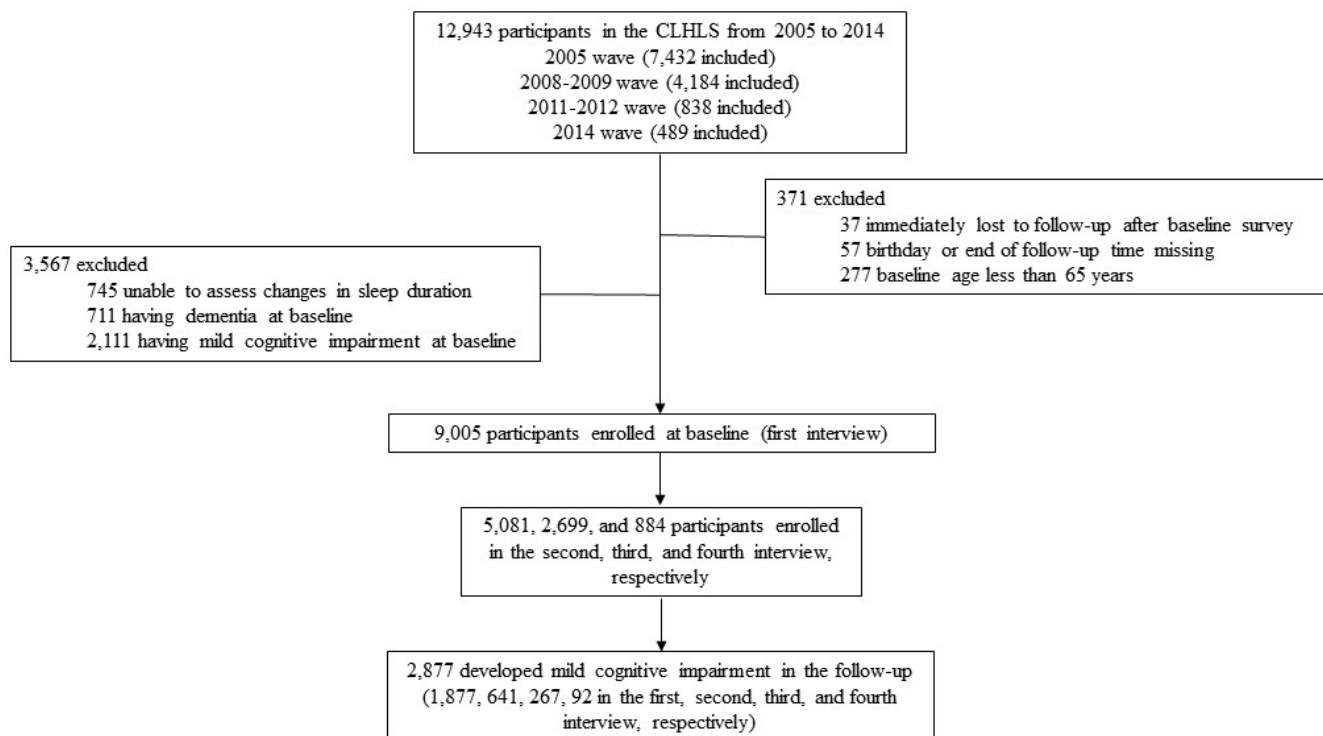 12,943 participants in the CLHLS from 2005 to 2014
2005 wave (7,432 included)
2008-2009 wave (4,184 included)
2011-2012 wave (838 included)
2014 wave (489 included)
371 excluded
37 immediately lost to follow-up after baseline survey
57 birthday or end of follow-up time missing
277 baseline age less than 65 years
3,567 excluded
745 unable to assess changes in sleep duration
711 having dementia at baseline
2,111 having mild cognitive impairment at baseline
9,005 participants enrolled at baseline (first interview)
5,081, 2,699, and 884 participants enrolled
in the second, third, and fourth interview,
respectively
2,877 developed mild cognitive impairment in the follow-up
(1,877, 641, 267, 92 in the first, second, third, and fourth
interview, respectively)